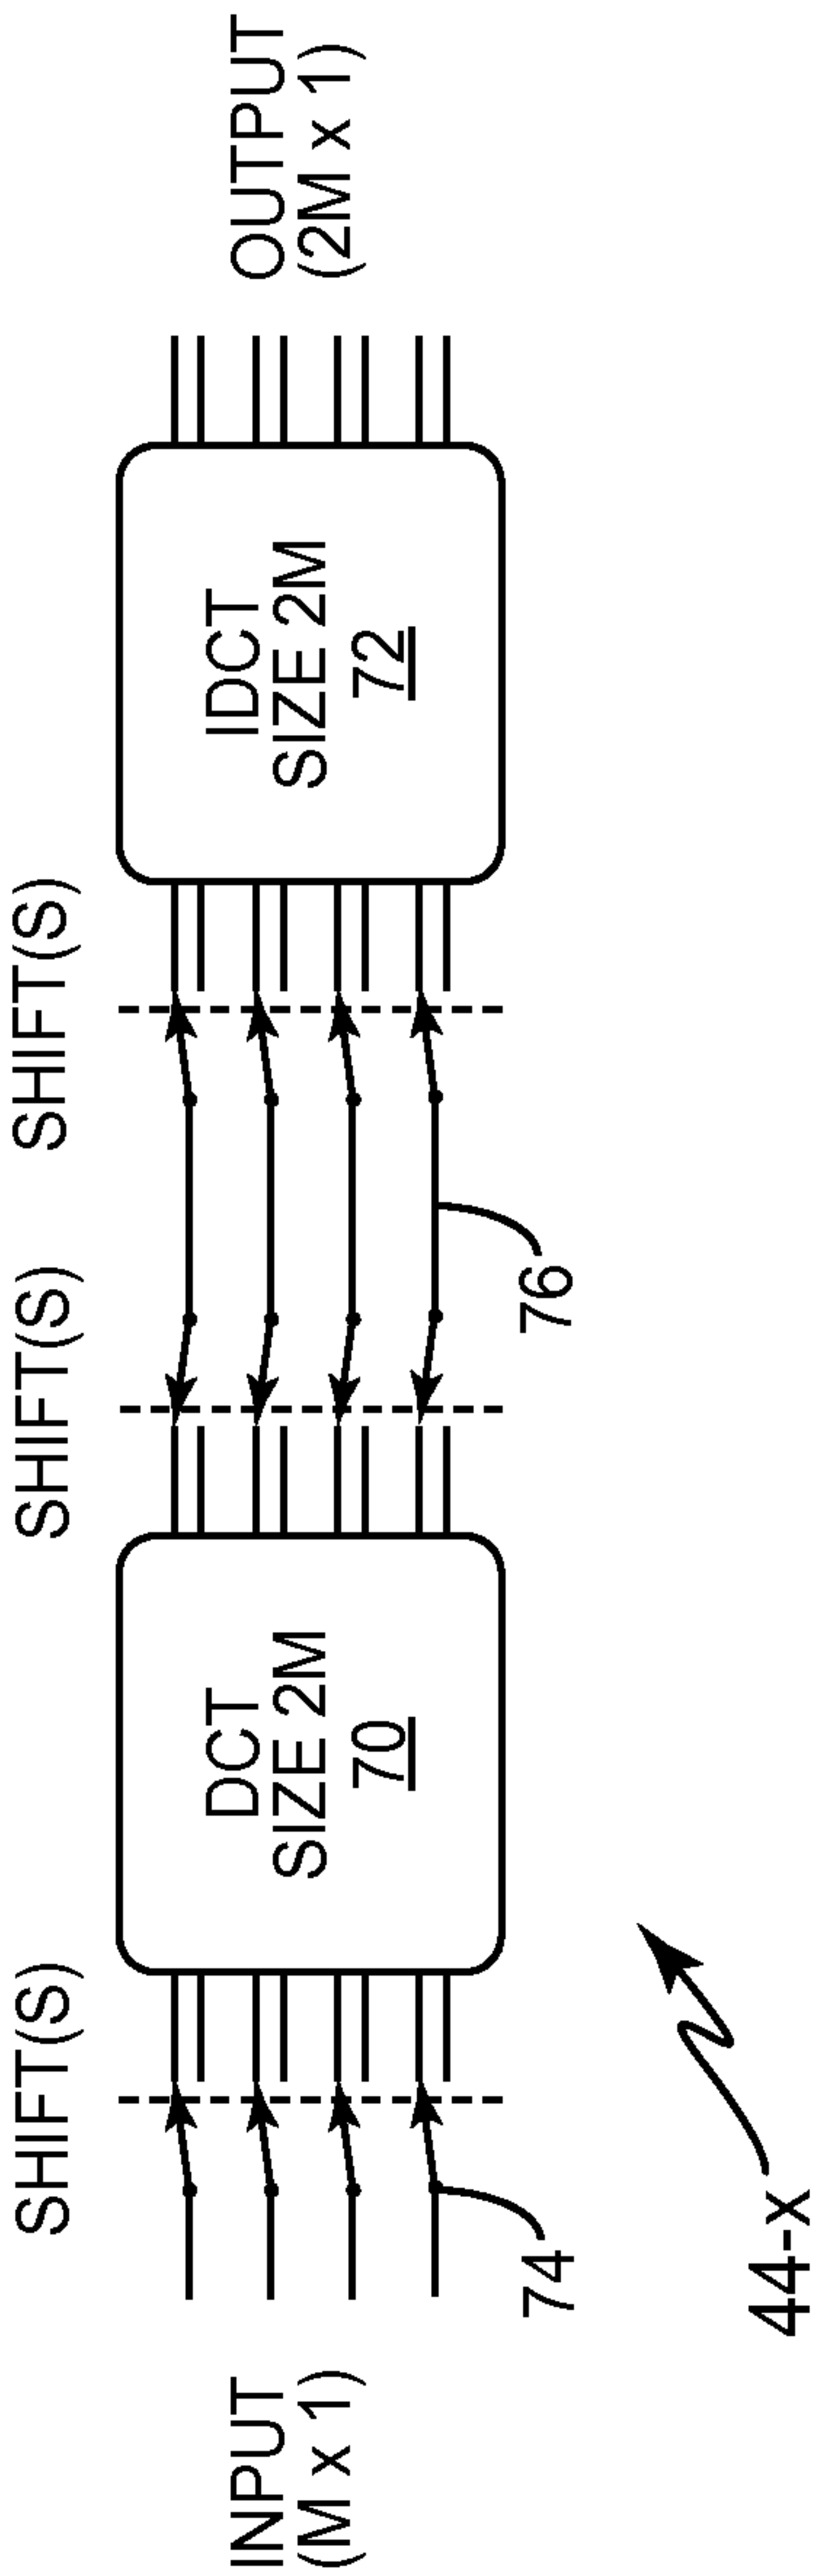 INPUT
(M x 1)
SHIFT(S)
74
DCT
SIZE 2M
70
SHIFT(S)
SHIFT(S)
76
IDCT
SIZE 2M
72
OUTPUT
(2M x 1)
44-x